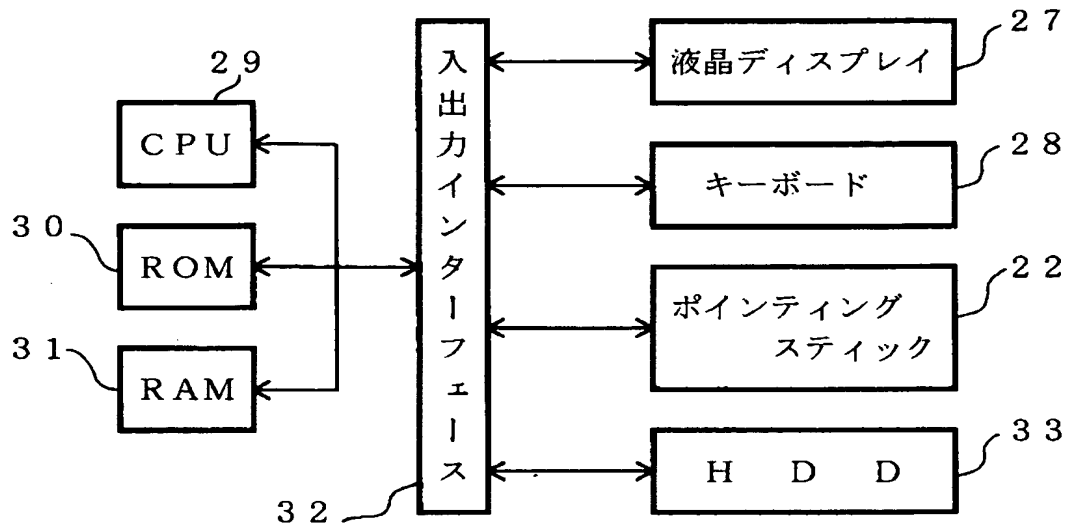 ２９
ＣＰＵ
３０
ＲＯＭ
３１
ＲＡＭ
入出力インターフェース
３２
２７
液晶ディスプレイ
２８
キーボード
２２
ポインティング
スティック
３３
Ｈ　Ｄ　Ｄ